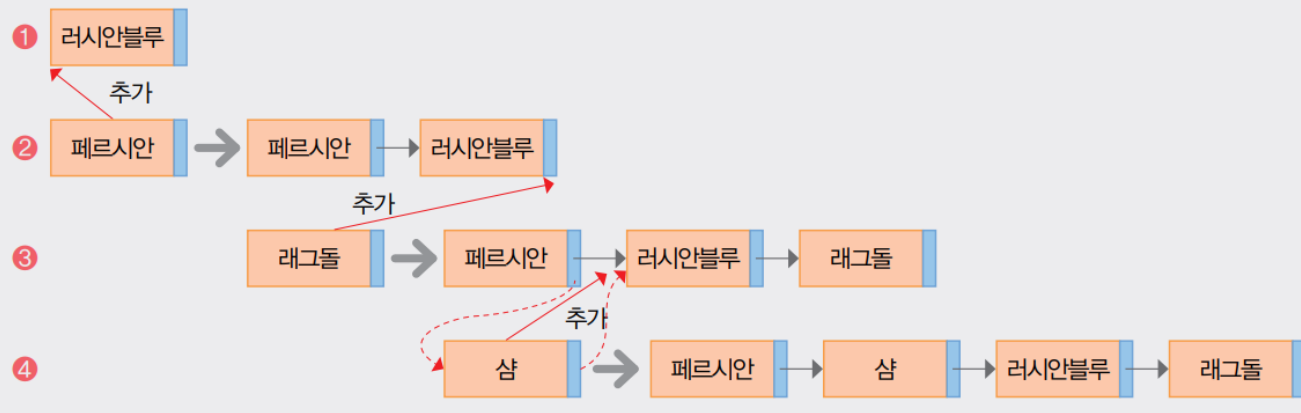 ❶ 러시안블루
추가
❷ 페르시안 페르시안 러시안블루
추가
❸ 래그돌 페르시안 러시안블루 래그돌
추가
❹ 샴 페르시안 샴 러시안블루 래그돌